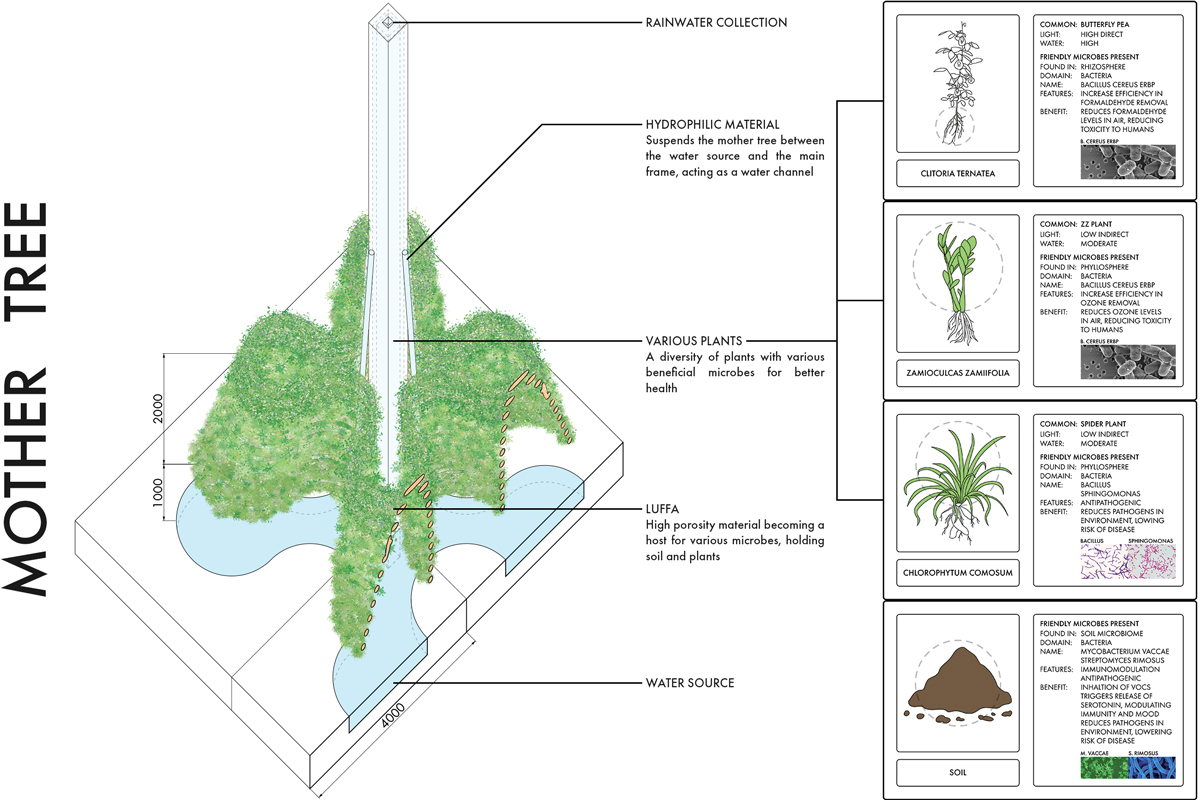 MOTHER TREE
RAINWATER COLLECTION
HYDROPHILIC MATERIAL
Suspends the mother tree between
the water source and the main
frame, acting as a water channel
VARIOUS PLANTS
A diversity of plants with various
beneficial microbes for better
health
LUFFA
High porosity material becoming a
host for various microbes, holding
soil and plants
WATER SOURCE
2000
1000
4000
CLITORIA TERNATEA
COMMON: BUTTERFLY PEA
LIGHT: HIGH DIRECT
WATER: HIGH
FRIENDLY MICROBES PRESENT
FOUND IN: RHIZOSPHERE
DOMAIN: BACTERIA
NAME: BACILLUS CEREUS ERBP
FEATURES: INCREASE EFFICIENCY IN
FORMALDEHYDE REMOVAL
BENEFIT: REDUCES FORMALDEHYDE
LEVELS IN AIR, REDUCING
TOXICITY TO HUMANS
B. CEREUS ERBP
ZAMIOCULCAS ZAMIIFOLIA
COMMON: ZZ PLANT
LIGHT: LOW INDIRECT
WATER: MODERATE
FRIENDLY MICROBES PRESENT
FOUND IN: PHYLLOSPHERE
DOMAIN: BACTERIA
NAME: BACILLUS CEREUS ERBP
FEATURES: INCREASE EFFICIENCY IN
OZONE REMOVAL
BENEFIT: REDUCES OZONE LEVELS
IN AIR, REDUCING TOXICITY
TO HUMANS
B. CEREUS ERBP
CHLOROPHYTUM COMOSUM
COMMON: SPIDER PLANT
LIGHT: LOW INDIRECT
WATER: MODERATE
FRIENDLY MICROBES PRESENT
FOUND IN: PHYLLOSPHERE
DOMAIN: BACTERIA
NAME: BACILLUS
SPHINGOMONAS
FEATURES: ANTIPATHOGENIC
BENEFIT: REDUCES PATHOGENS IN
ENVIRONMENT, LOWING
RISK OF DISEASE
BACILLUS SPHINGOMONAS
SOIL
FRIENDLY MICROBES PRESENT
FOUND IN: SOIL MICROBIOME
DOMAIN: BACTERIA
NAME: MYCOBACTERIUM VACCAE
STREPTOMYCES RIMOSUS
FEATURES: IMMUNOMODULATION
ANTIPATHOGENIC
BENEFIT: INHALTION OF VOCS
TRIGGERS RELEASE OF
SEROTONIN, MODULATING
IMMUNITY AND MOOD
REDUCES PATHOGENS IN
ENVIRONMENT, LOWERING
RISK OF DISEASE
M. VACCAE S. RIMOSUS